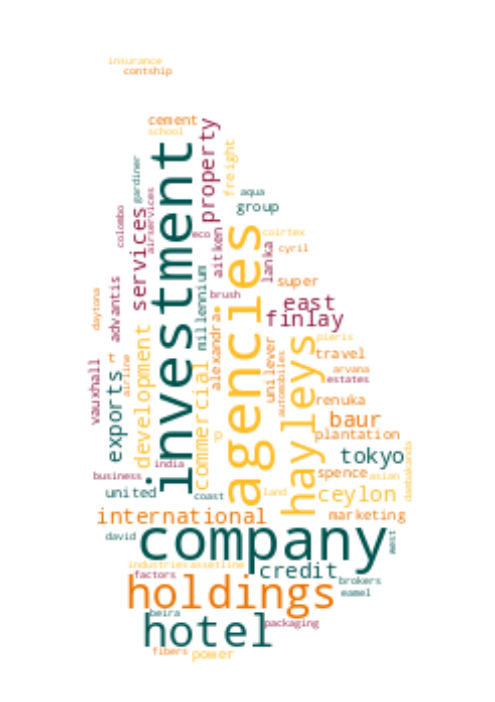 insurance
contship
cement
school
investment
property
freight
gardiner
aqua
group
colombo
airservices
services
eco
aitken
agencies
coirtex
cyril
lanka
super
millennium
brush
east
finlay
daytona
advantis
alexandra
unilever
automobiles
hayleys
pieris
travel
arvana
estates
vauxhall
exports
airline
development
commercial
renuka
baur
plantation
tokyo
dambakanda
india
business
spence
asian
united
coast
land
ceylon
international
marketing
david
company
west
industries
assetline
credit
factors
brokers
holdings
eamel
beira
hotel
packaging
fibers
power